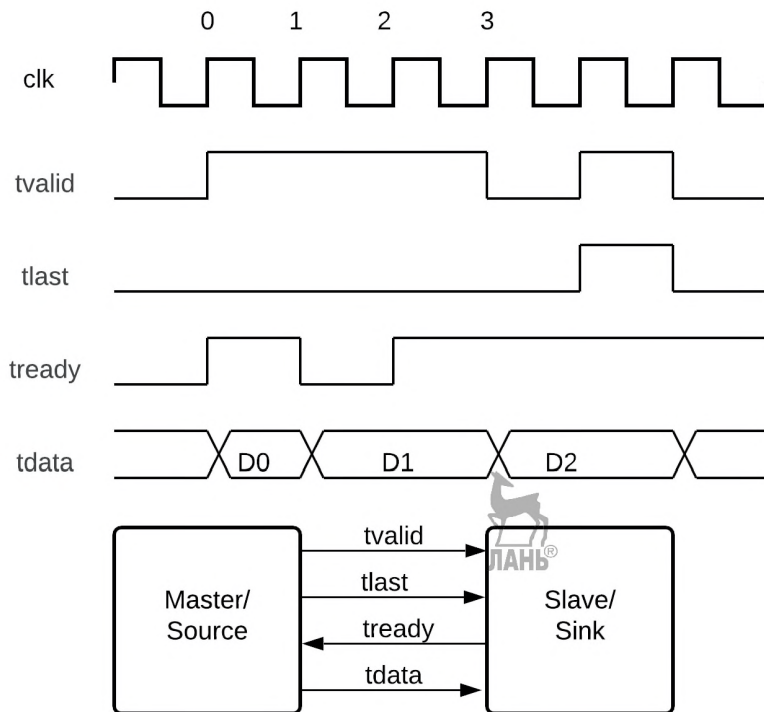 0 1 2 3
clk
tvalid
tlast
tready
tdata
D0 D1 D2
ЛАНЬ®
tvalid
Master/
Source
tlast
tready
tdata
Slave/
Sink